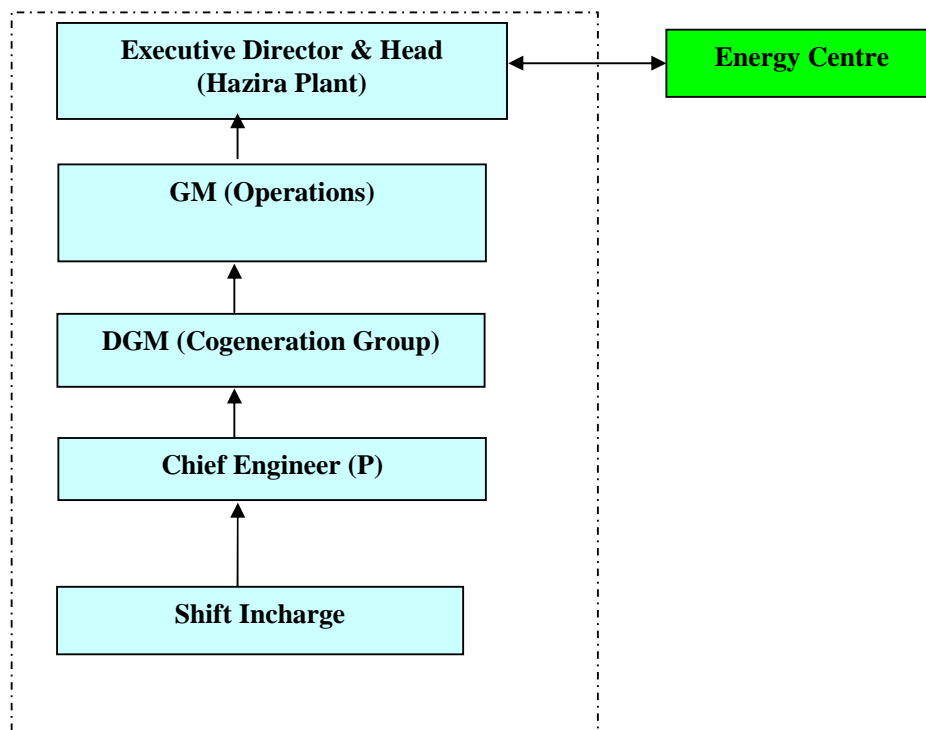 Executive Director & Head
(Hazira Plant)
Energy Centre
GM (Operations)
DGM (Cogeneration Group)
Chief Engineer (P)
Shift Incharge